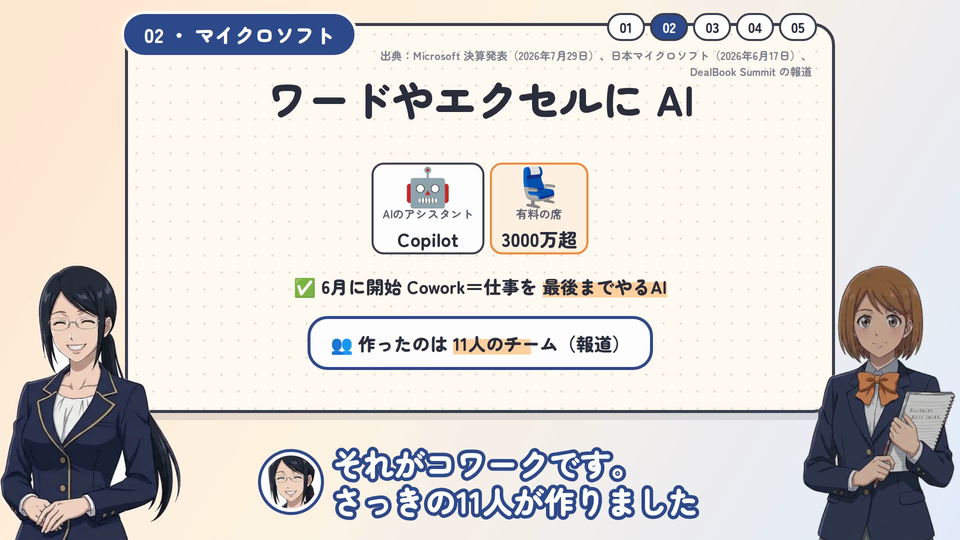 02 ・ マイクロソフト
01 02 03 04 05
出典：Microsoft 決算発表（2026年7月29日）、日本マイクロソフト（2026年6月17日）、
DealBook Summit の報道
ワードやエクセルに AI
AIのアシスタント
Copilot
有料の席
3000万超
✅ 6月に開始 Cowork＝仕事を 最後までやるAI
👥 作ったのは 11人のチーム（報道）
それがコワークです。
さっきの11人が作りました